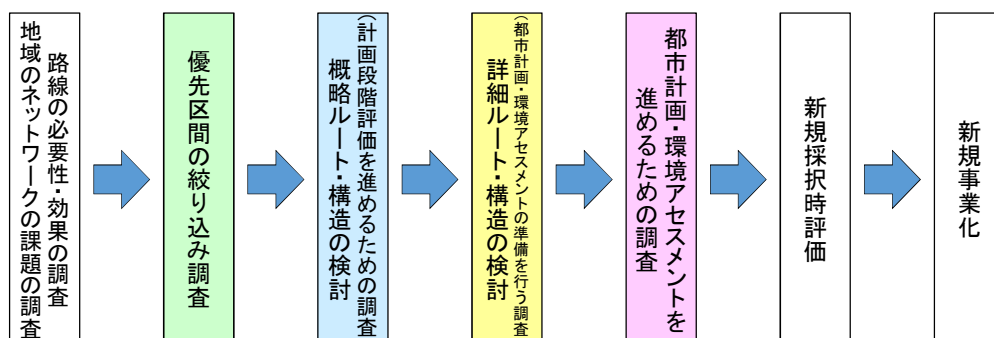 路線の必要性・効果の調査
地域のネットワークの課題の調査
優先区間の絞り込み調査
（計画段階評価を進めるための調査
概略ルート・構造の検討
（都市計画・環境アセスメントの準備を行う調査
詳細ルート・構造の検討
都市計画・環境アセスメントを
進めるための調査
新規採択時評価
新規事業化